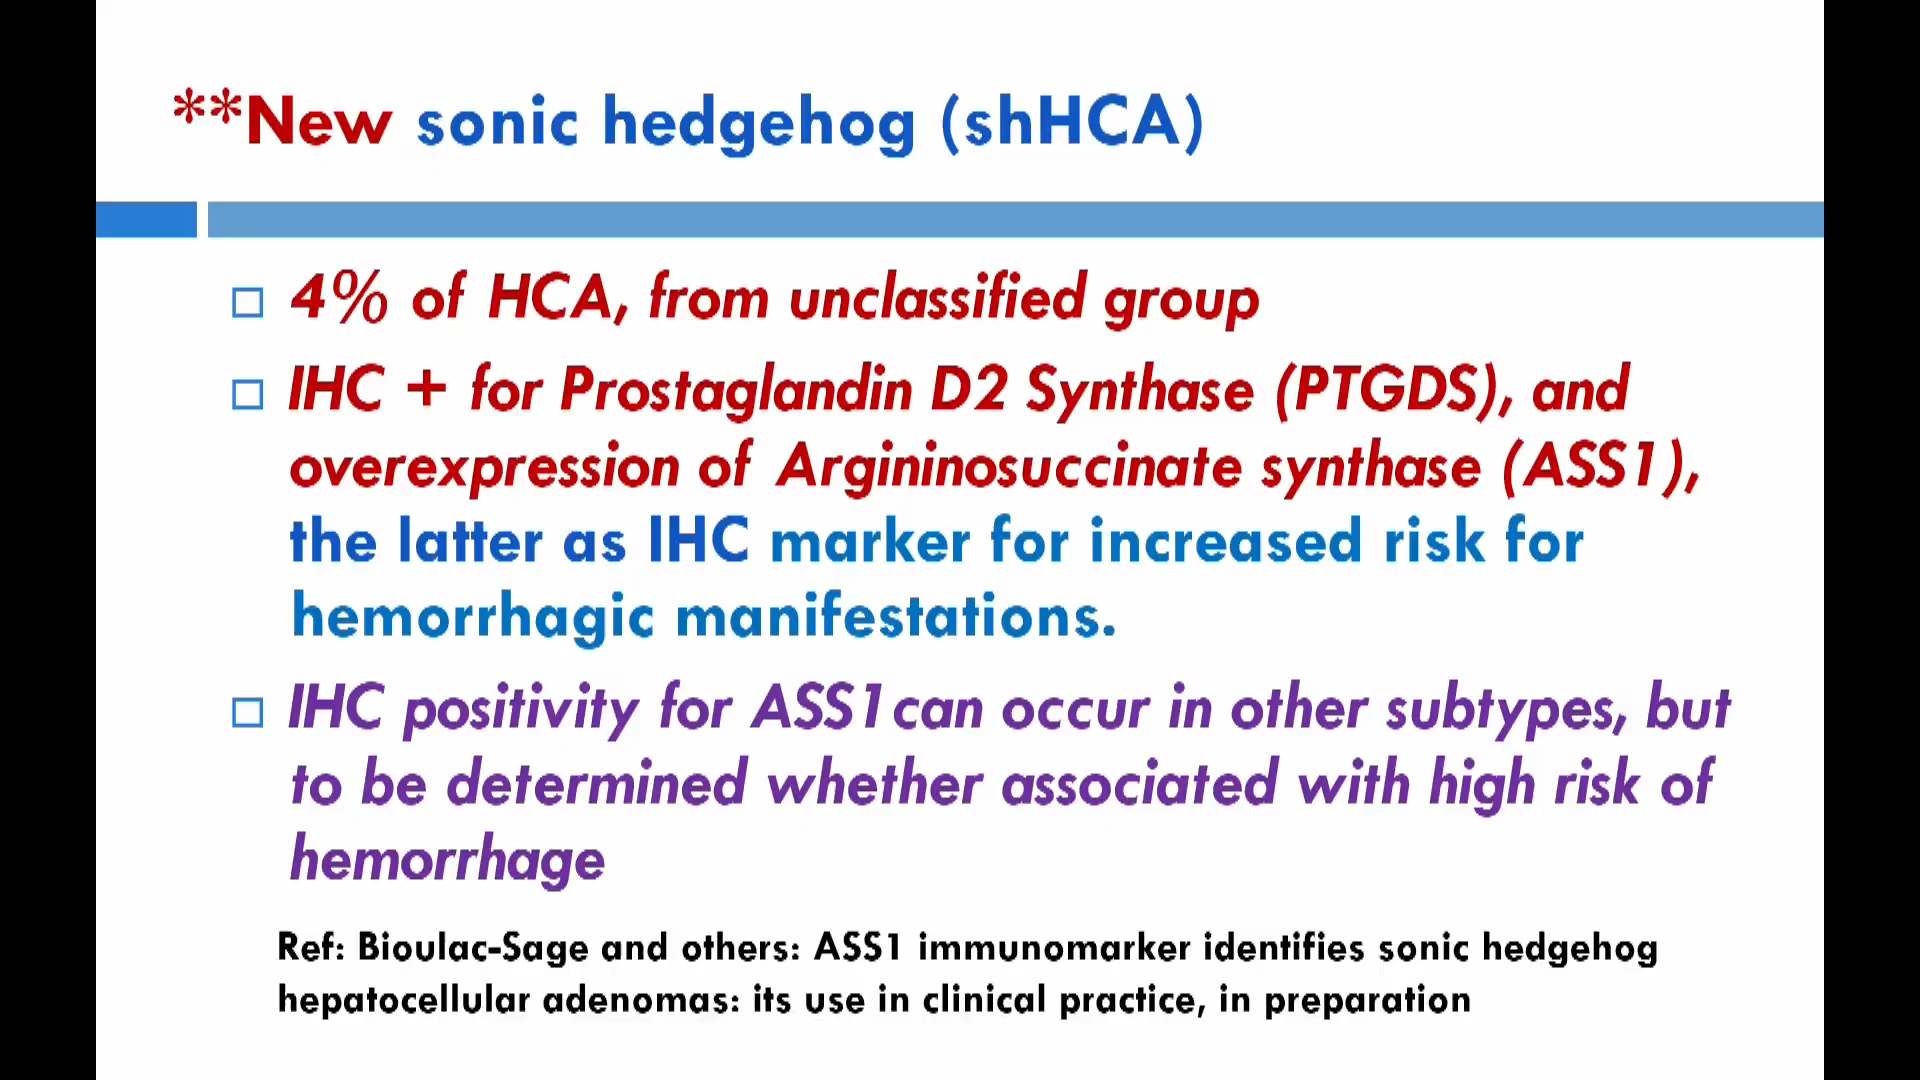 **New sonic hedgehog (shHCA)
4% of HCA, from unclassified group
IHC + for Prostaglandin D2 Synthase (PTGDS), and
overexpression of Argininosuccinate synthase (ASS1),
the latter as IHC marker for increased risk for
hemorrhagic manifestations.
IHC positivity for ASS1can occur in other subtypes, but
to be determined whether associated with high risk of
hemorrhage
Ref: Bioulac-Sage and others: ASS1 immunomarker identifies sonic hedgehog
hepatocellular adenomas: its use in clinical practice, in preparation